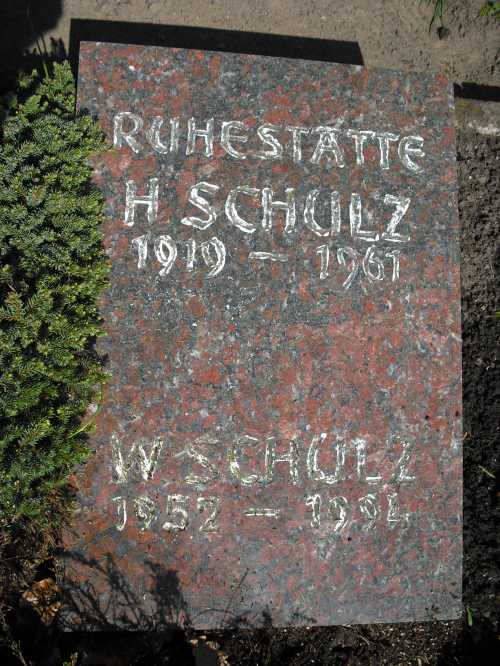 RUHESTÄTTE
H SCHULZ
1919 – 1961
W SCHULZ
1952 – 1994